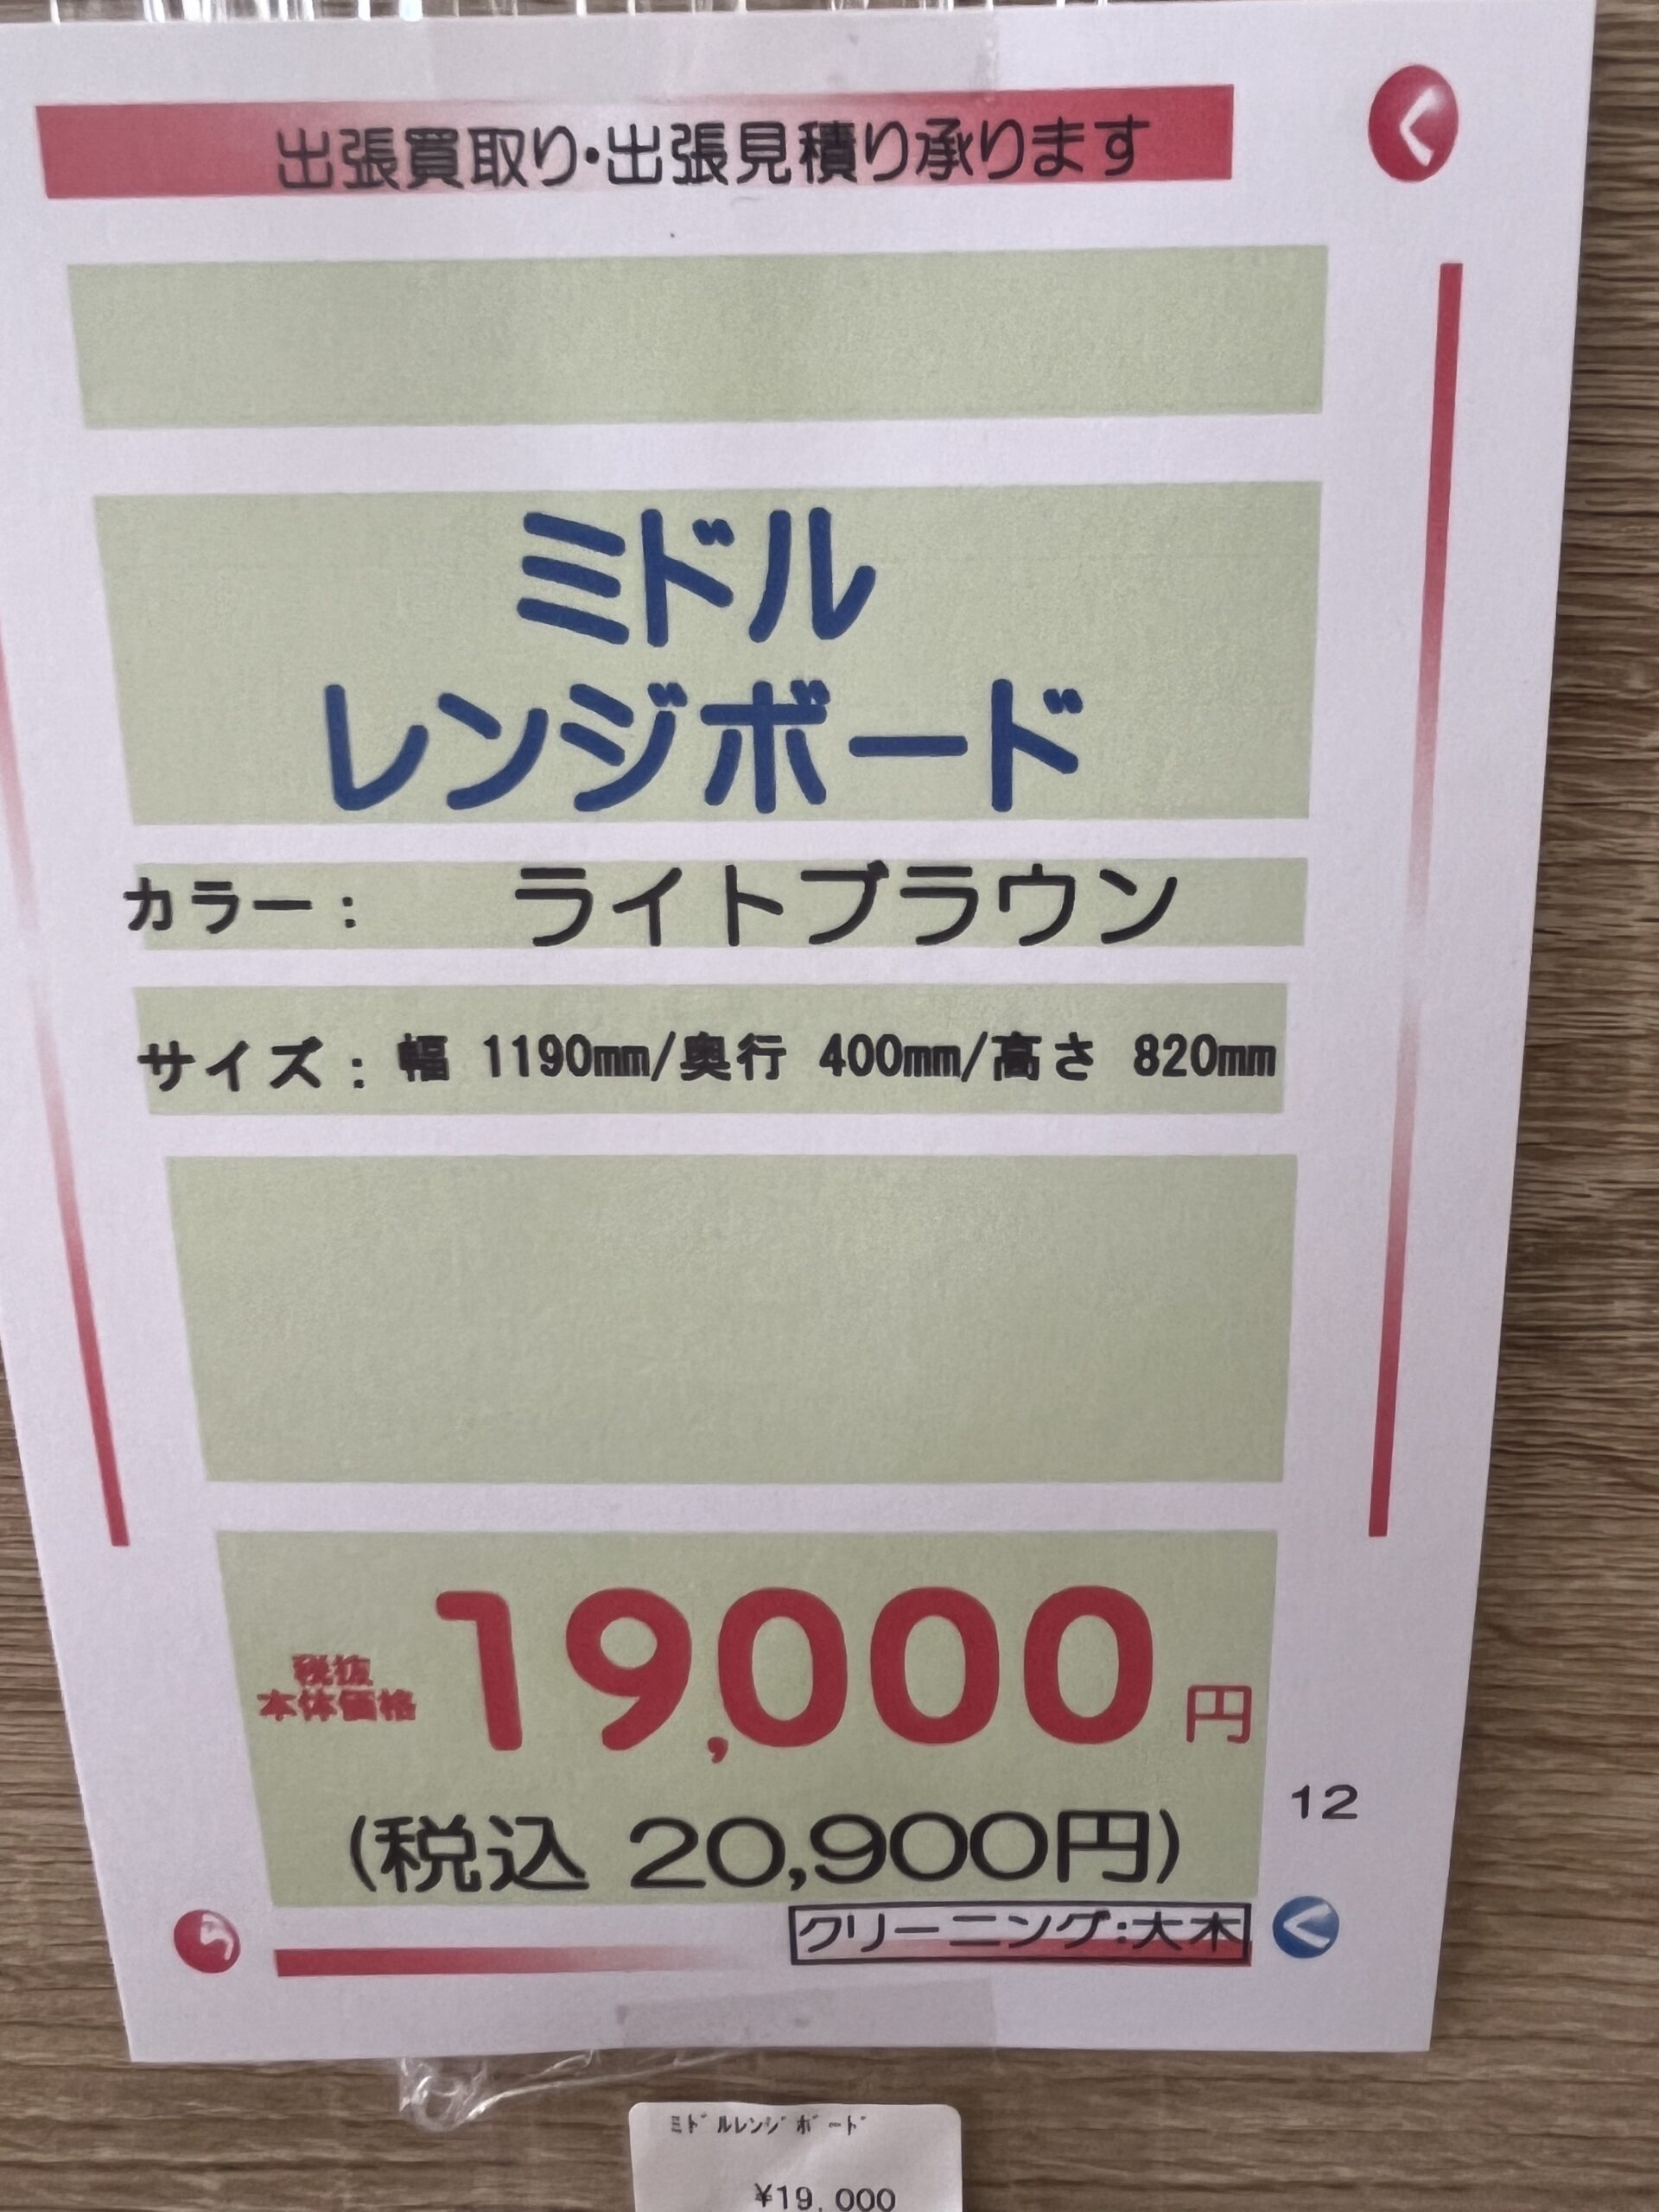 出張買取り・出張見積り承ります
く
ミドル
レンジボード
カラー： ライトブラウン
サイズ：幅 1190mm/奥行 400mm/高さ 820mm
税抜
本体価格 19,000円
12
(税込 20,900円)
クリーニング:大木
ら
ﾐﾄﾞﾙﾚﾝｼﾞﾎﾞｰﾄﾞ
¥19,000